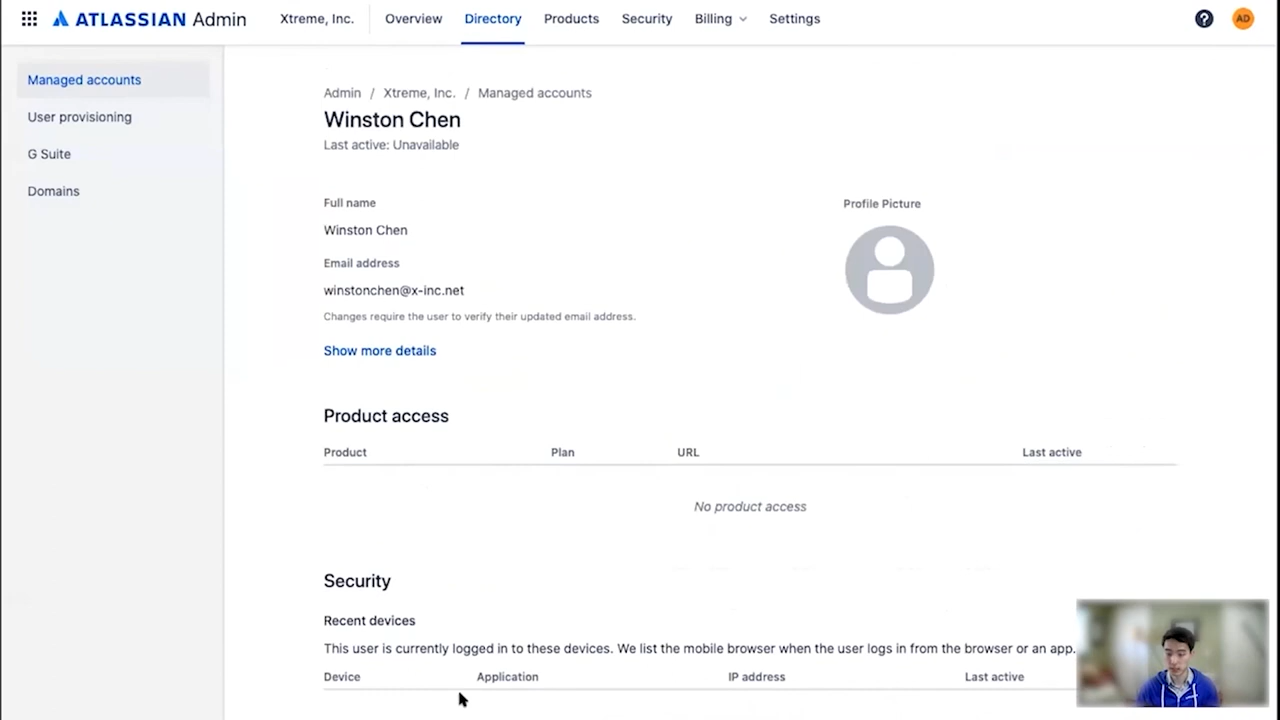 ATLASSIAN Admin Xtreme, Inc. Overview Directory Products Security Billing Settings AD
Managed accounts
User provisioning
G Suite
Domains
Admin / Xtreme, Inc. / Managed accounts
Winston Chen
Last active: Unavailable
Full name
Winston Chen
Email address
winstonchen@x-inc.net
Changes require the user to verify their updated email address.
Show more details
Profile Picture
Product access
Product Plan URL Last active
No product access
Security
Recent devices
This user is currently logged in to these devices. We list the mobile browser when the user logs in from the browser or an app.
Device Application IP address Last active